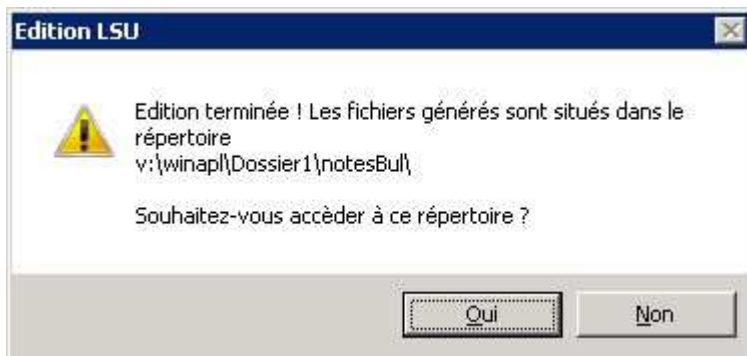 Edition LSU
Edition terminée ! Les fichiers générés sont situés dans le
répertoire
v:\winapl\Dossier1\notesBul\
Souhaitez-vous accèder à ce répertoire ?
Oui
Non